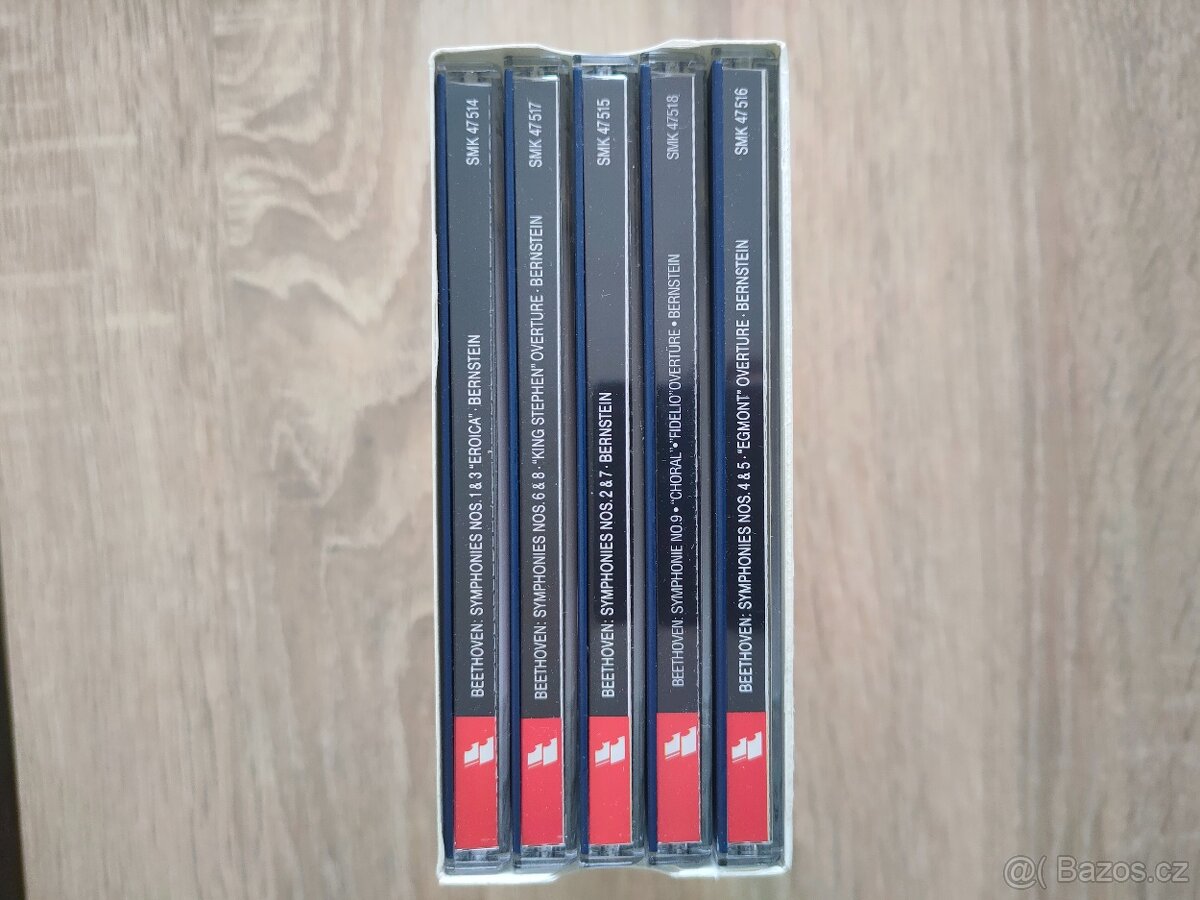 BEETHOVEN: SYMPHONIES NOS. 1 & 3 "EROICA" · BERNSTEIN SMK 47514
BEETHOVEN: SYMPHONIES NOS. 6 & 8 · "KING STEPHEN" OVERTURE · BERNSTEIN SMK 47517
BEETHOVEN: SYMPHONIES NOS. 2 & 7 · BERNSTEIN SMK 47515
BEETHOVEN: SYMPHONIE NO.9 • "CHORAL" • "FIDELIO" OVERTÜRE • BERNSTEIN SMK 47518
BEETHOVEN: SYMPHONIES NOS. 4 & 5 · "EGMONT" OVERTURE · BERNSTEIN SMK 47516
@( Bazos.cz